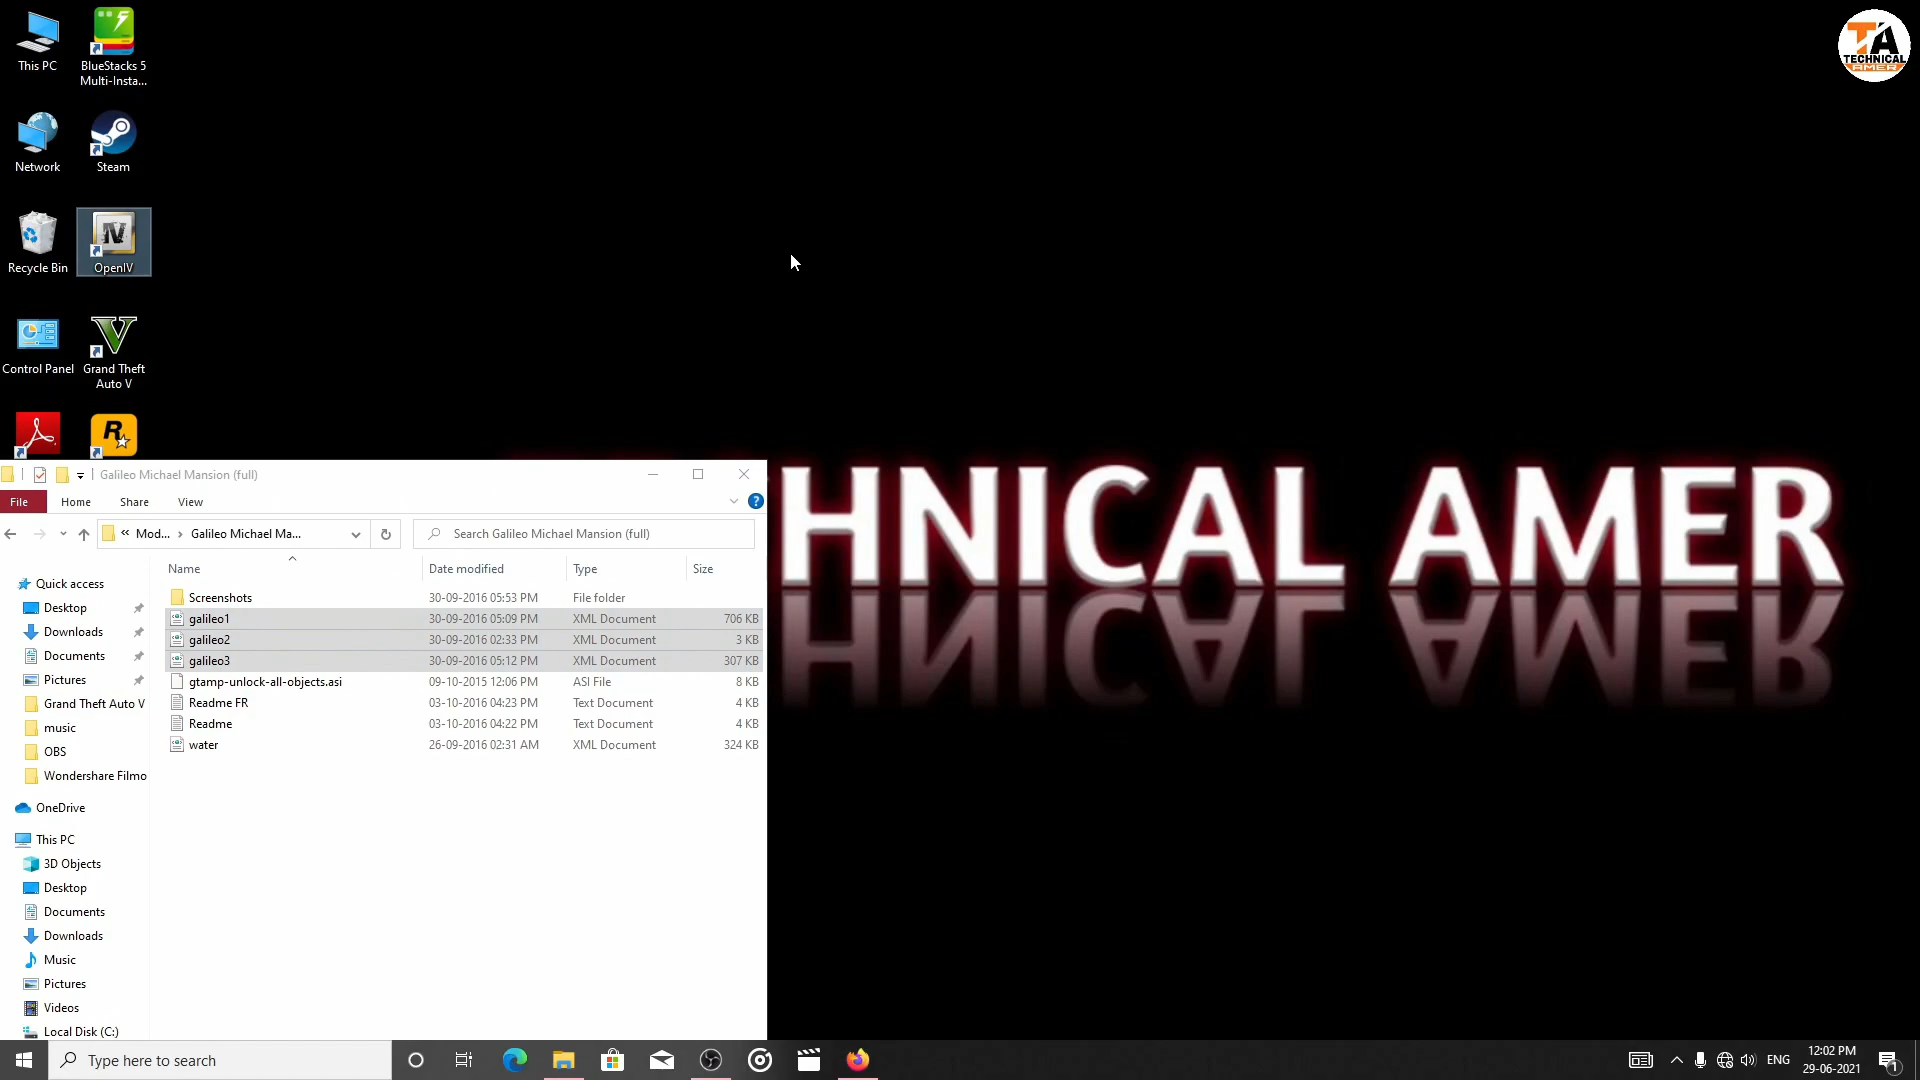 This PC
BlueStacks 5
Multi-Insta...
TA
TECHNICAL
AMER
Network
Steam
Recycle Bin
OpenIV
Control Panel
Grand Theft
Auto V
Galileo Michael Mansion (full)
File
Home
Share
View
« Mod... › Galileo Michael Ma...
Search Galileo Michael Mansion (full)
HNICAL AMER
Name
Date modified
Type
Size
Quick access
Desktop
Downloads
Documents
Pictures
Grand Theft Auto V
music
OBS
Wondershare Filmo
OneDrive
This PC
3D Objects
Desktop
Documents
Downloads
Music
Pictures
Videos
Local Disk (C:)
Screenshots 30-09-2016 05:53 PM File folder
galileo1 30-09-2016 05:09 PM XML Document 706 KB
galileo2 30-09-2016 02:33 PM XML Document 3 KB
galileo3 30-09-2016 05:12 PM XML Document 307 KB
gtamp-unlock-all-objects.asi 09-10-2015 12:06 PM ASI File 8 KB
Readme FR 03-10-2016 04:23 PM Text Document 4 KB
Readme 03-10-2016 04:22 PM Text Document 4 KB
water 26-09-2016 02:31 AM XML Document 324 KB
Type here to search
ENG
12:02 PM
29-06-2021
1